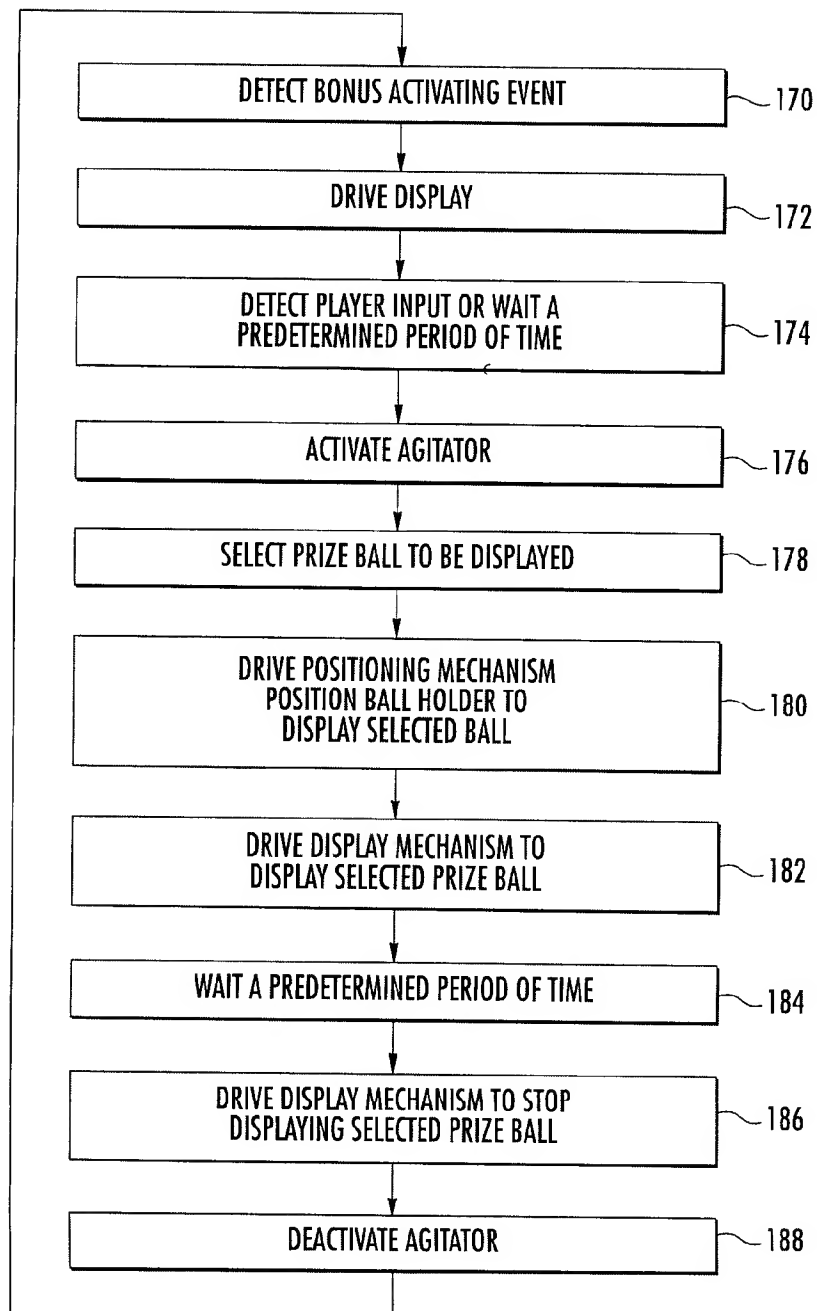 DETECT BONUS ACTIVATING EVENT
170
DRIVE DISPLAY
172
DETECT PLAYER INPUT OR WAIT A
PREDETERMINED PERIOD OF TIME
174
ACTIVATE AGITATOR
176
SELECT PRIZE BALL TO BE DISPLAYED
178
DRIVE POSITIONING MECHANISM
POSITION BALL HOLDER TO
DISPLAY SELECTED BALL
180
DRIVE DISPLAY MECHANISM TO
DISPLAY SELECTED PRIZE BALL
182
WAIT A PREDETERMINED PERIOD OF TIME
184
DRIVE DISPLAY MECHANISM TO STOP
DISPLAYING SELECTED PRIZE BALL
186
DEACTIVATE AGITATOR
188